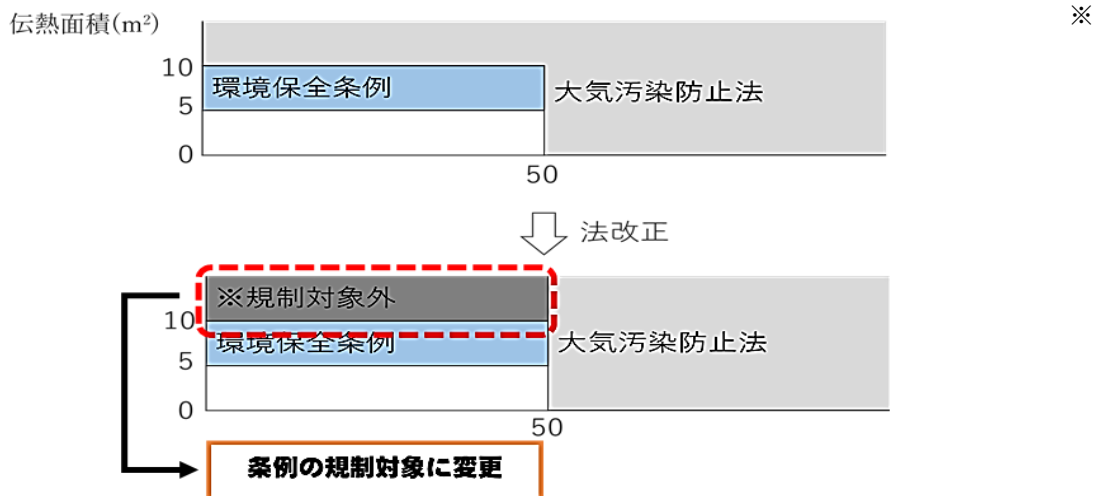 伝熱面積(m²)
※
10
環境保全条例
大気汚染防止法
5
0
50
法改正
※規制対象外
10
環境保全条例
大気汚染防止法
5
0
50
条例の規制対象に変更